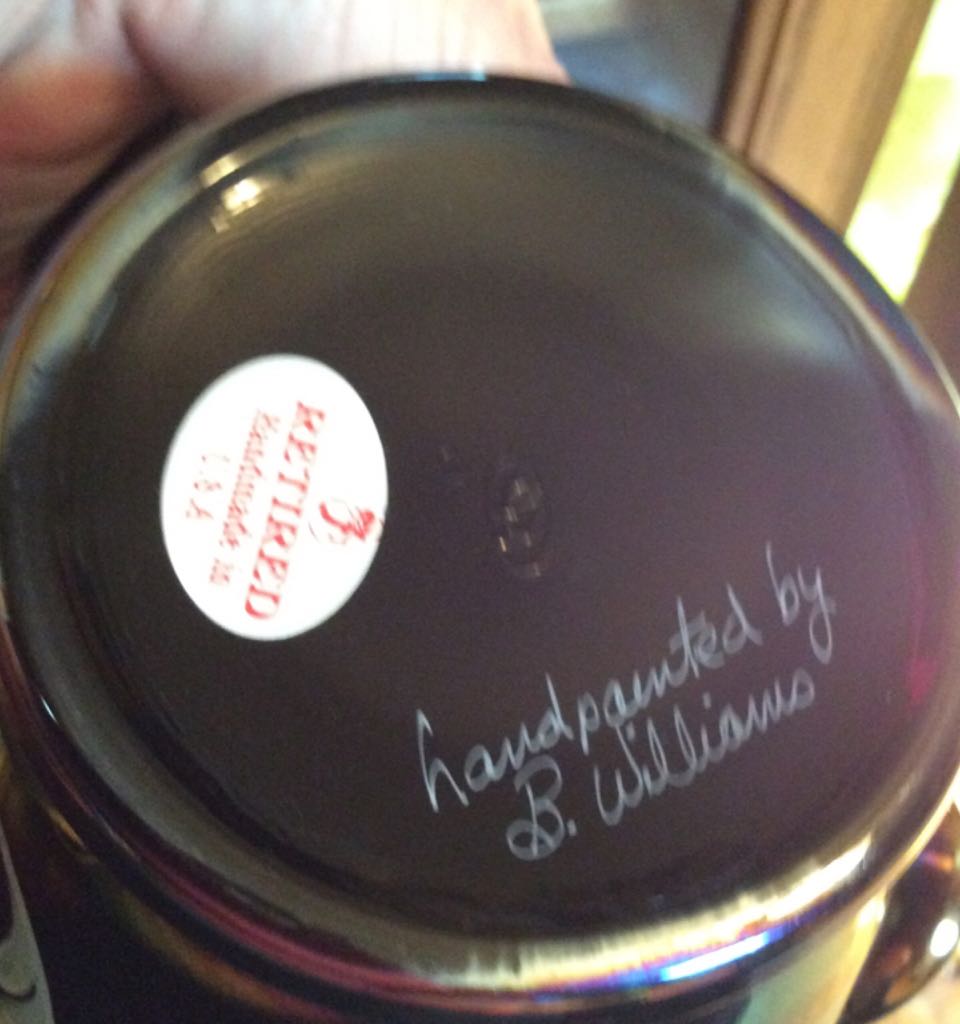 RETIRED
Handmade in
U.S.A.
handpainted by
B. Williams